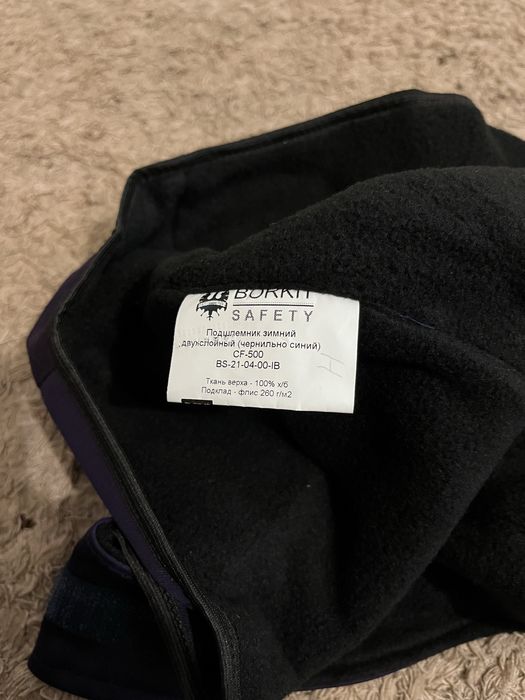 BORKIT
SAFETY
Подшлемник зимний
двухслойный (чернильно синий)
CF-500
BS-21-04-00-IB
Ткань верха - 100% х/б
Подклад - флис 260 г/м2